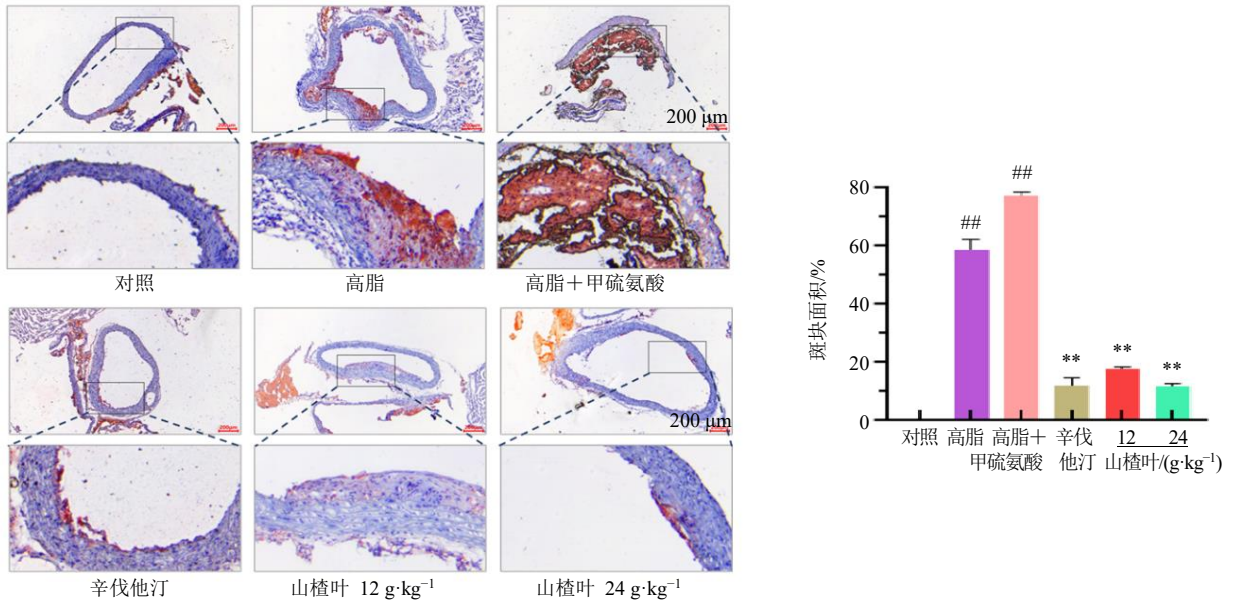 200 μm
对照
高脂
高脂＋甲硫氨酸
200 μm
辛伐他汀
山楂叶 12 g·kg⁻¹
山楂叶 24 g·kg⁻¹
斑块面积/%
80
60
40
20
0
##
##
**
**
**
对照 高脂 高脂＋ 辛伐 12 24
甲硫氨酸 他汀 山楂叶/(g·kg⁻¹)